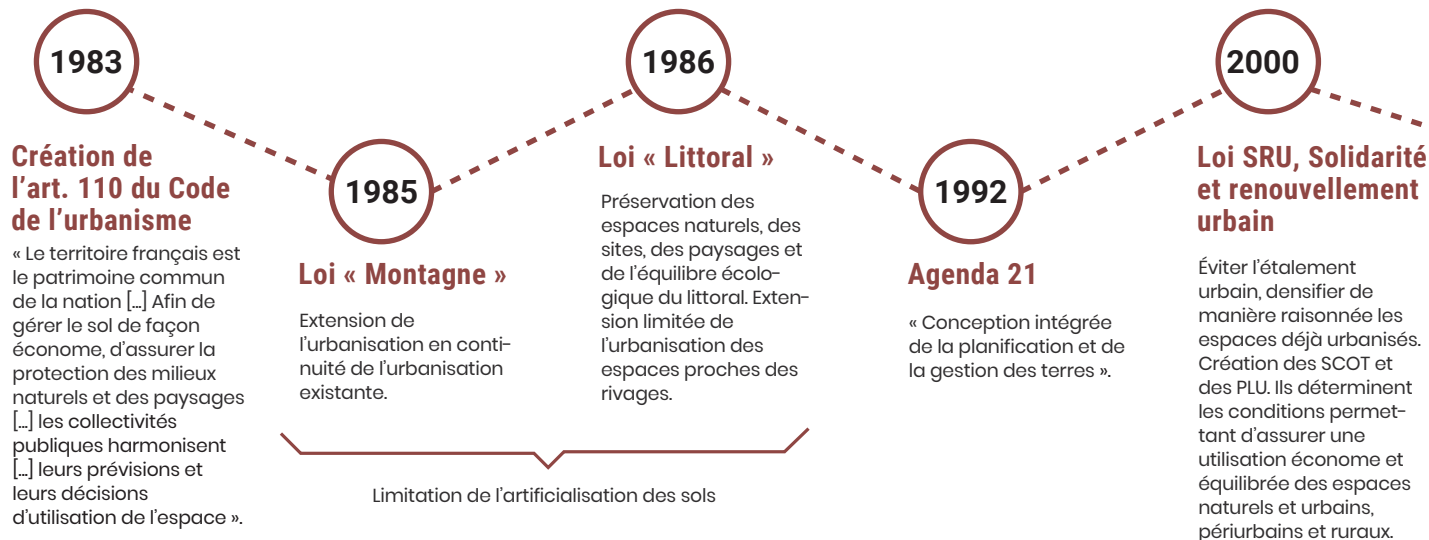 1983
Création de
l'art. 110 du Code
de l'urbanisme
« Le territoire français est
le patrimoine commun
de la nation [...] Afin de
gérer le sol de façon
économe, d'assurer la
protection des milieux
naturels et des paysages
[...] les collectivités
publiques harmonisent
[...] leurs prévisions et
leurs décisions
d'utilisation de l'espace ».
1985
Loi « Montagne »
Extension de
l'urbanisation en conti-
nuité de l'urbanisation
existante.
1986
Loi « Littoral »
Préservation des
espaces naturels, des
sites, des paysages et
de l'équilibre écolo-
gique du littoral. Exten-
sion limitée de
l'urbanisation des
espaces proches des
rivages.
Limitation de l'artificialisation des sols
1992
Agenda 21
« Conception intégrée
de la planification et de
la gestion des terres ».
2000
Loi SRU, Solidarité
et renouvellement
urbain
Éviter l'étalement
urbain, densifier de
manière raisonnée les
espaces déjà urbanisés.
Création des SCOT et
des PLU. Ils déterminent
les conditions permet-
tant d'assurer une
utilisation économe et
équilibrée des espaces
naturels et urbains,
périurbains et ruraux.